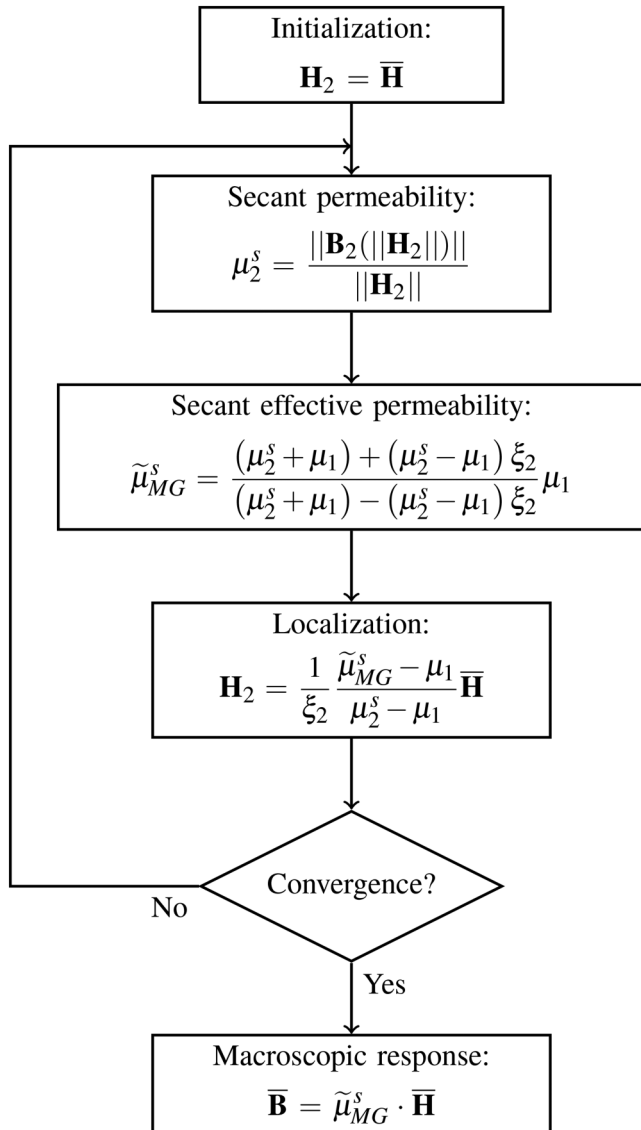 Initialization:
𝐇₂ = 𝐇̅
Secant permeability:
μ₂ˢ = ||𝐁₂(||𝐇₂||)|| / ||𝐇₂||
Secant effective permeability:
μ̃ˢ_MG = ((μ₂ˢ + μ₁) + (μ₂ˢ − μ₁) ξ₂) / ((μ₂ˢ + μ₁) − (μ₂ˢ − μ₁) ξ₂) μ₁
Localization:
𝐇₂ = (1 / ξ₂) ((μ̃ˢ_MG − μ₁) / (μ₂ˢ − μ₁)) 𝐇̅
Convergence?
No
Yes
Macroscopic response:
𝐁̅ = μ̃ˢ_MG · 𝐇̅